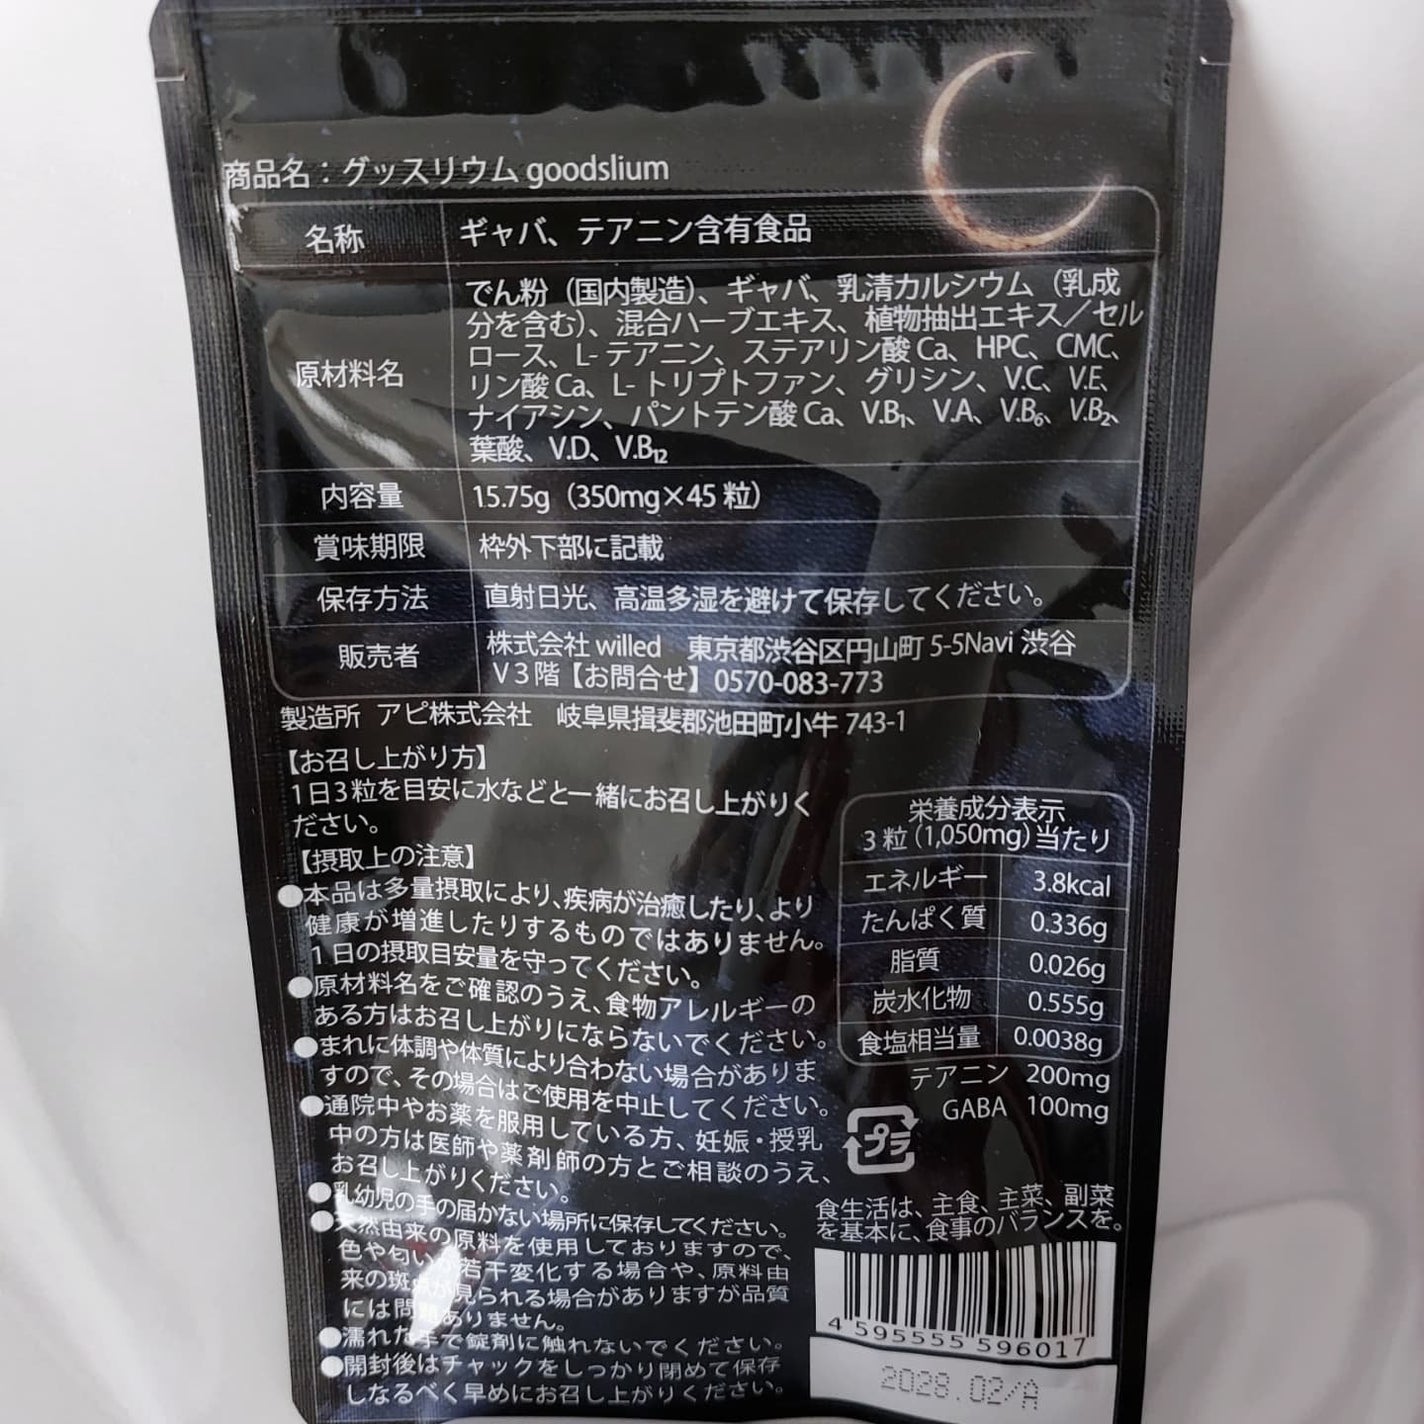 商品名：グッスリウム goodslium
名称
ギャバ、テアニン含有食品
原材料名
でん粉（国内製造）、ギャバ、乳清カルシウム（乳成
分を含む）、混合ハーブエキス、植物抽出エキス／セル
ロース、L- テアニン、ステアリン酸 Ca、HPC、CMC、
リン酸 Ca、L- トリプトファン、グリシン、V.C、V.E、
ナイアシン、パントテン酸 Ca、V.B₁、V.A、V.B₆、V.B₂、
葉酸、V.D、V.B₁₂
内容量
15.75g（350mg×45 粒）
賞味期限
枠外下部に記載
保存方法
直射日光、高温多湿を避けて保存してください。
販売者
株式会社 willed 東京都渋谷区円山町 5-5Navi 渋谷
V３階【お問合せ】0570-083-773
製造所 アピ株式会社 岐阜県揖斐郡池田町小牛 743-1
【お召し上がり方】
1日3粒を目安に水などと一緒にお召し上がりく
ださい。
【摂取上の注意】
●本品は多量摂取により、疾病が治癒したり、より
健康が増進したりするものではありません。
1日の摂取目安量を守ってください。
●原材料名をご確認のうえ、食物アレルギーの
ある方はお召し上がりにならないでください。
●まれに体調や体質により合わない場合がありま
すので、その場合はご使用を中止してください。
●通院中やお薬を服用している方、妊娠・授乳
中の方は医師や薬剤師の方とご相談のうえ、
お召し上がりください。
●乳幼児の手の届かない場所に保存してください。
●天然由来の原料を使用しておりますので、
色や匂いが若干変化する場合や、原料由
来の斑点が見られる場合がありますが品質
には問題ありません。
●濡れた手で錠剤に触れないでください。
●開封後はチャックをしっかり閉めて保存
しなるべく早めにお召し上がりください。
栄養成分表示
3粒（1,050mg）当たり
エネルギー 3.8kcal
たんぱく質 0.336g
脂質 0.026g
炭水化物 0.555g
食塩相当量 0.0038g
テアニン 200mg
GABA 100mg
プラ
食生活は、主食、主菜、副菜
を基本に、食事のバランスを。
4 595555 596017
2028.02/A